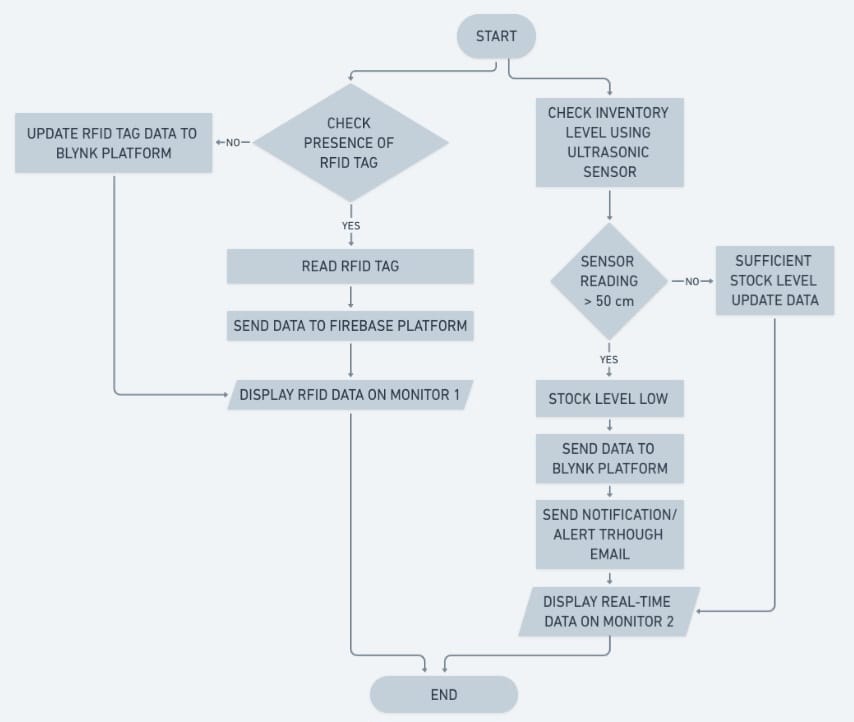 START
CHECK
PRESENCE OF
RFID TAG
NO
UPDATE RFID TAG DATA TO
BLYNK PLATFORM
YES
READ RFID TAG
SEND DATA TO FIREBASE PLATFORM
DISPLAY RFID DATA ON MONITOR 1
CHECK INVENTORY
LEVEL USING
ULTRASONIC
SENSOR
SENSOR
READING
> 50 cm
NO
SUFFICIENT
STOCK LEVEL
UPDATE DATA
YES
STOCK LEVEL LOW
SEND DATA TO
BLYNK PLATFORM
SEND NOTIFICATION/
ALERT TRHOUGH
EMAIL
DISPLAY REAL-TIME
DATA ON MONITOR 2
END